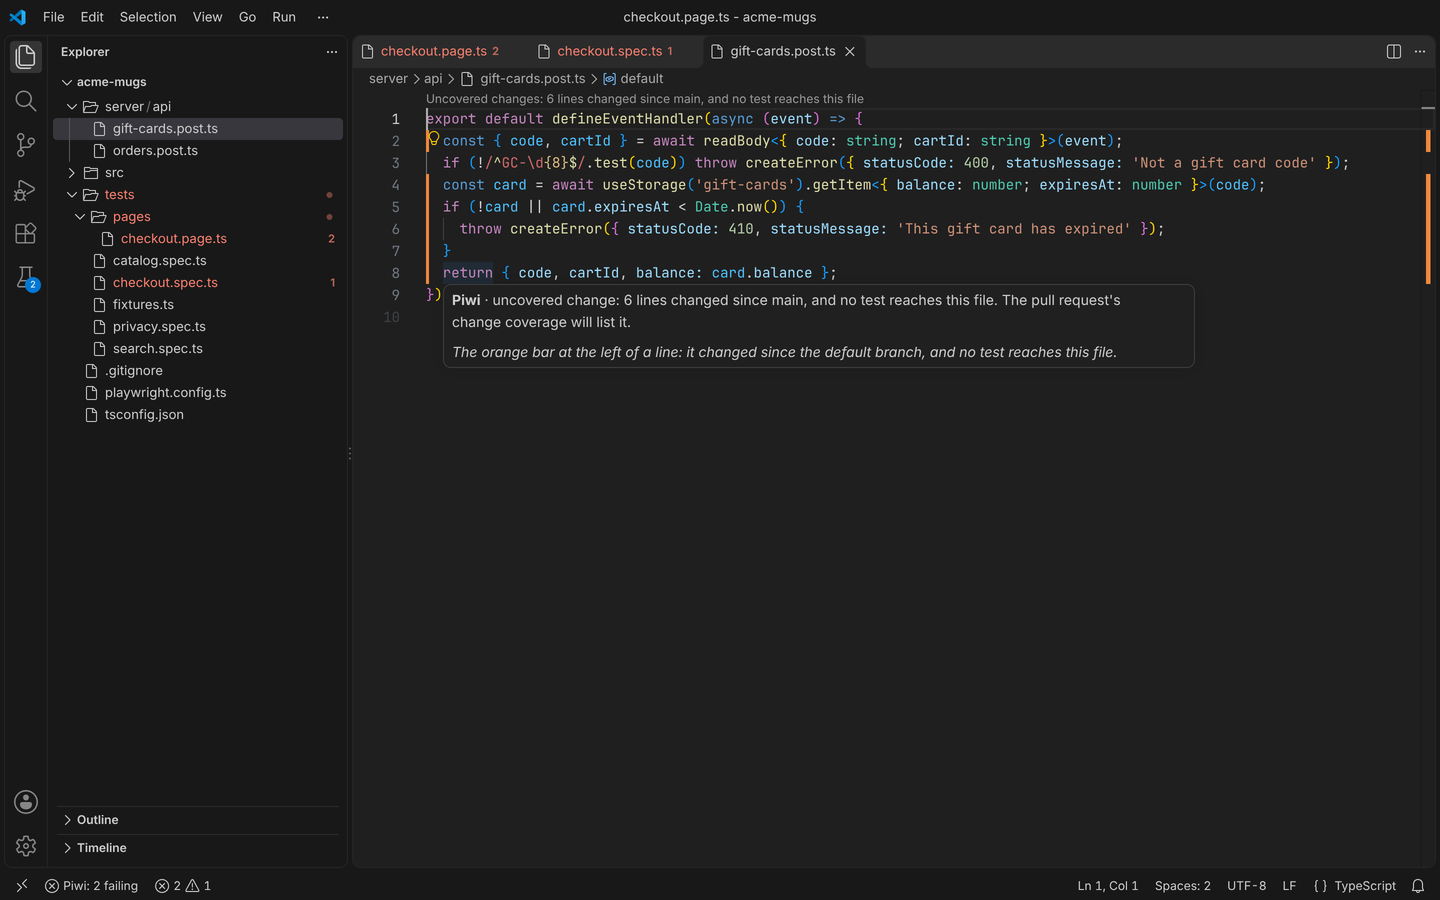 File Edit Selection View Go Run ···
checkout.page.ts - acme-mugs
Explorer
acme-mugs
server / api
gift-cards.post.ts
orders.post.ts
src
tests
pages
checkout.page.ts 2
catalog.spec.ts
checkout.spec.ts 1
fixtures.ts
privacy.spec.ts
search.spec.ts
.gitignore
playwright.config.ts
tsconfig.json
Outline
Timeline
2
checkout.page.ts 2
checkout.spec.ts 1
gift-cards.post.ts
server > api > gift-cards.post.ts > default
Uncovered changes: 6 lines changed since main, and no test reaches this file
1 export default defineEventHandler(async (event) => {
2 const { code, cartId } = await readBody<{ code: string; cartId: string }>(event);
3 if (!/^GC-\d{8}$/.test(code)) throw createError({ statusCode: 400, statusMessage: 'Not a gift card code' });
4 const card = await useStorage('gift-cards').getItem<{ balance: number; expiresAt: number }>(code);
5 if (!card || card.expiresAt < Date.now()) {
6 throw createError({ statusCode: 410, statusMessage: 'This gift card has expired' });
7 }
8 return { code, cartId, balance: card.balance };
9 })
10
Piwi · uncovered change: 6 lines changed since main, and no test reaches this file. The pull request's
change coverage will list it.
The orange bar at the left of a line: it changed since the default branch, and no test reaches this file.
Piwi: 2 failing 2 1
Ln 1, Col 1 Spaces: 2 UTF-8 LF { } TypeScript